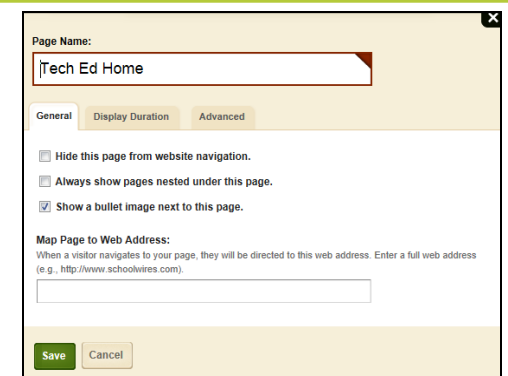 Page Name:
Tech Ed Home
General Display Duration Advanced
Hide this page from website navigation.
Always show pages nested under this page.
Show a bullet image next to this page.
Map Page to Web Address:
When a visitor navigates to your page, they will be directed to this web address. Enter a full web address
(e.g., http://www.schoolwires.com).
Save Cancel